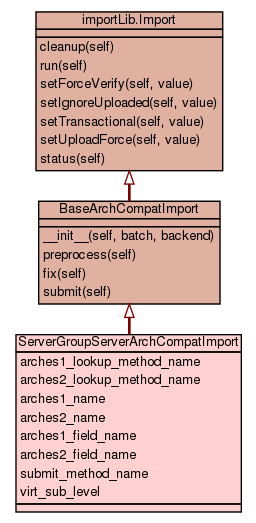 importLib.Import
cleanup(self)
run(self)
setForceVerify(self, value)
setIgnoreUploaded(self, value)
setTransactional(self, value)
setUploadForce(self, value)
status(self)
BaseArchCompatImport
__init__(self, batch, backend)
preprocess(self)
fix(self)
submit(self)
ServerGroupServerArchCompatImport
arches1_lookup_method_name
arches2_lookup_method_name
arches1_name
arches2_name
arches1_field_name
arches2_field_name
submit_method_name
virt_sub_level